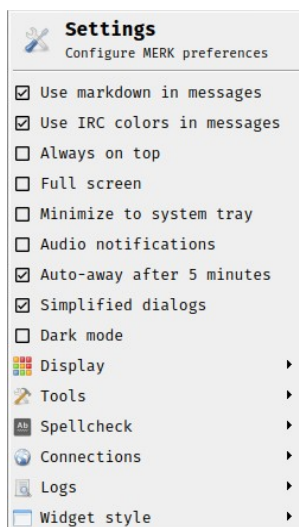 Settings
Configure MERK preferences
Use markdown in messages
Use IRC colors in messages
Always on top
Full screen
Minimize to system tray
Audio notifications
Auto-away after 5 minutes
Simplified dialogs
Dark mode
Display
Tools
Ab Spellcheck
Connections
Logs
Widget style